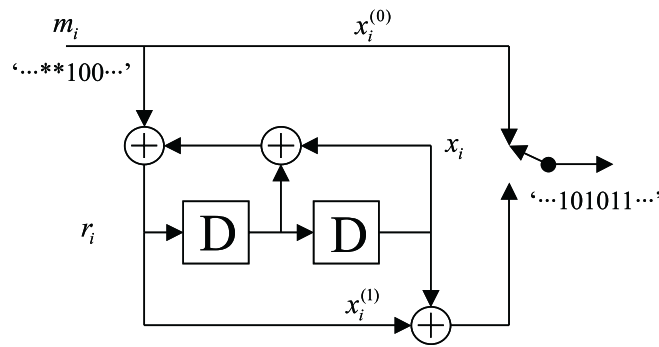 m_i
x_i^{(0)}
‘···**100···’
x_i
‘···101011···’
D
D
r_i
x_i^{(1)}